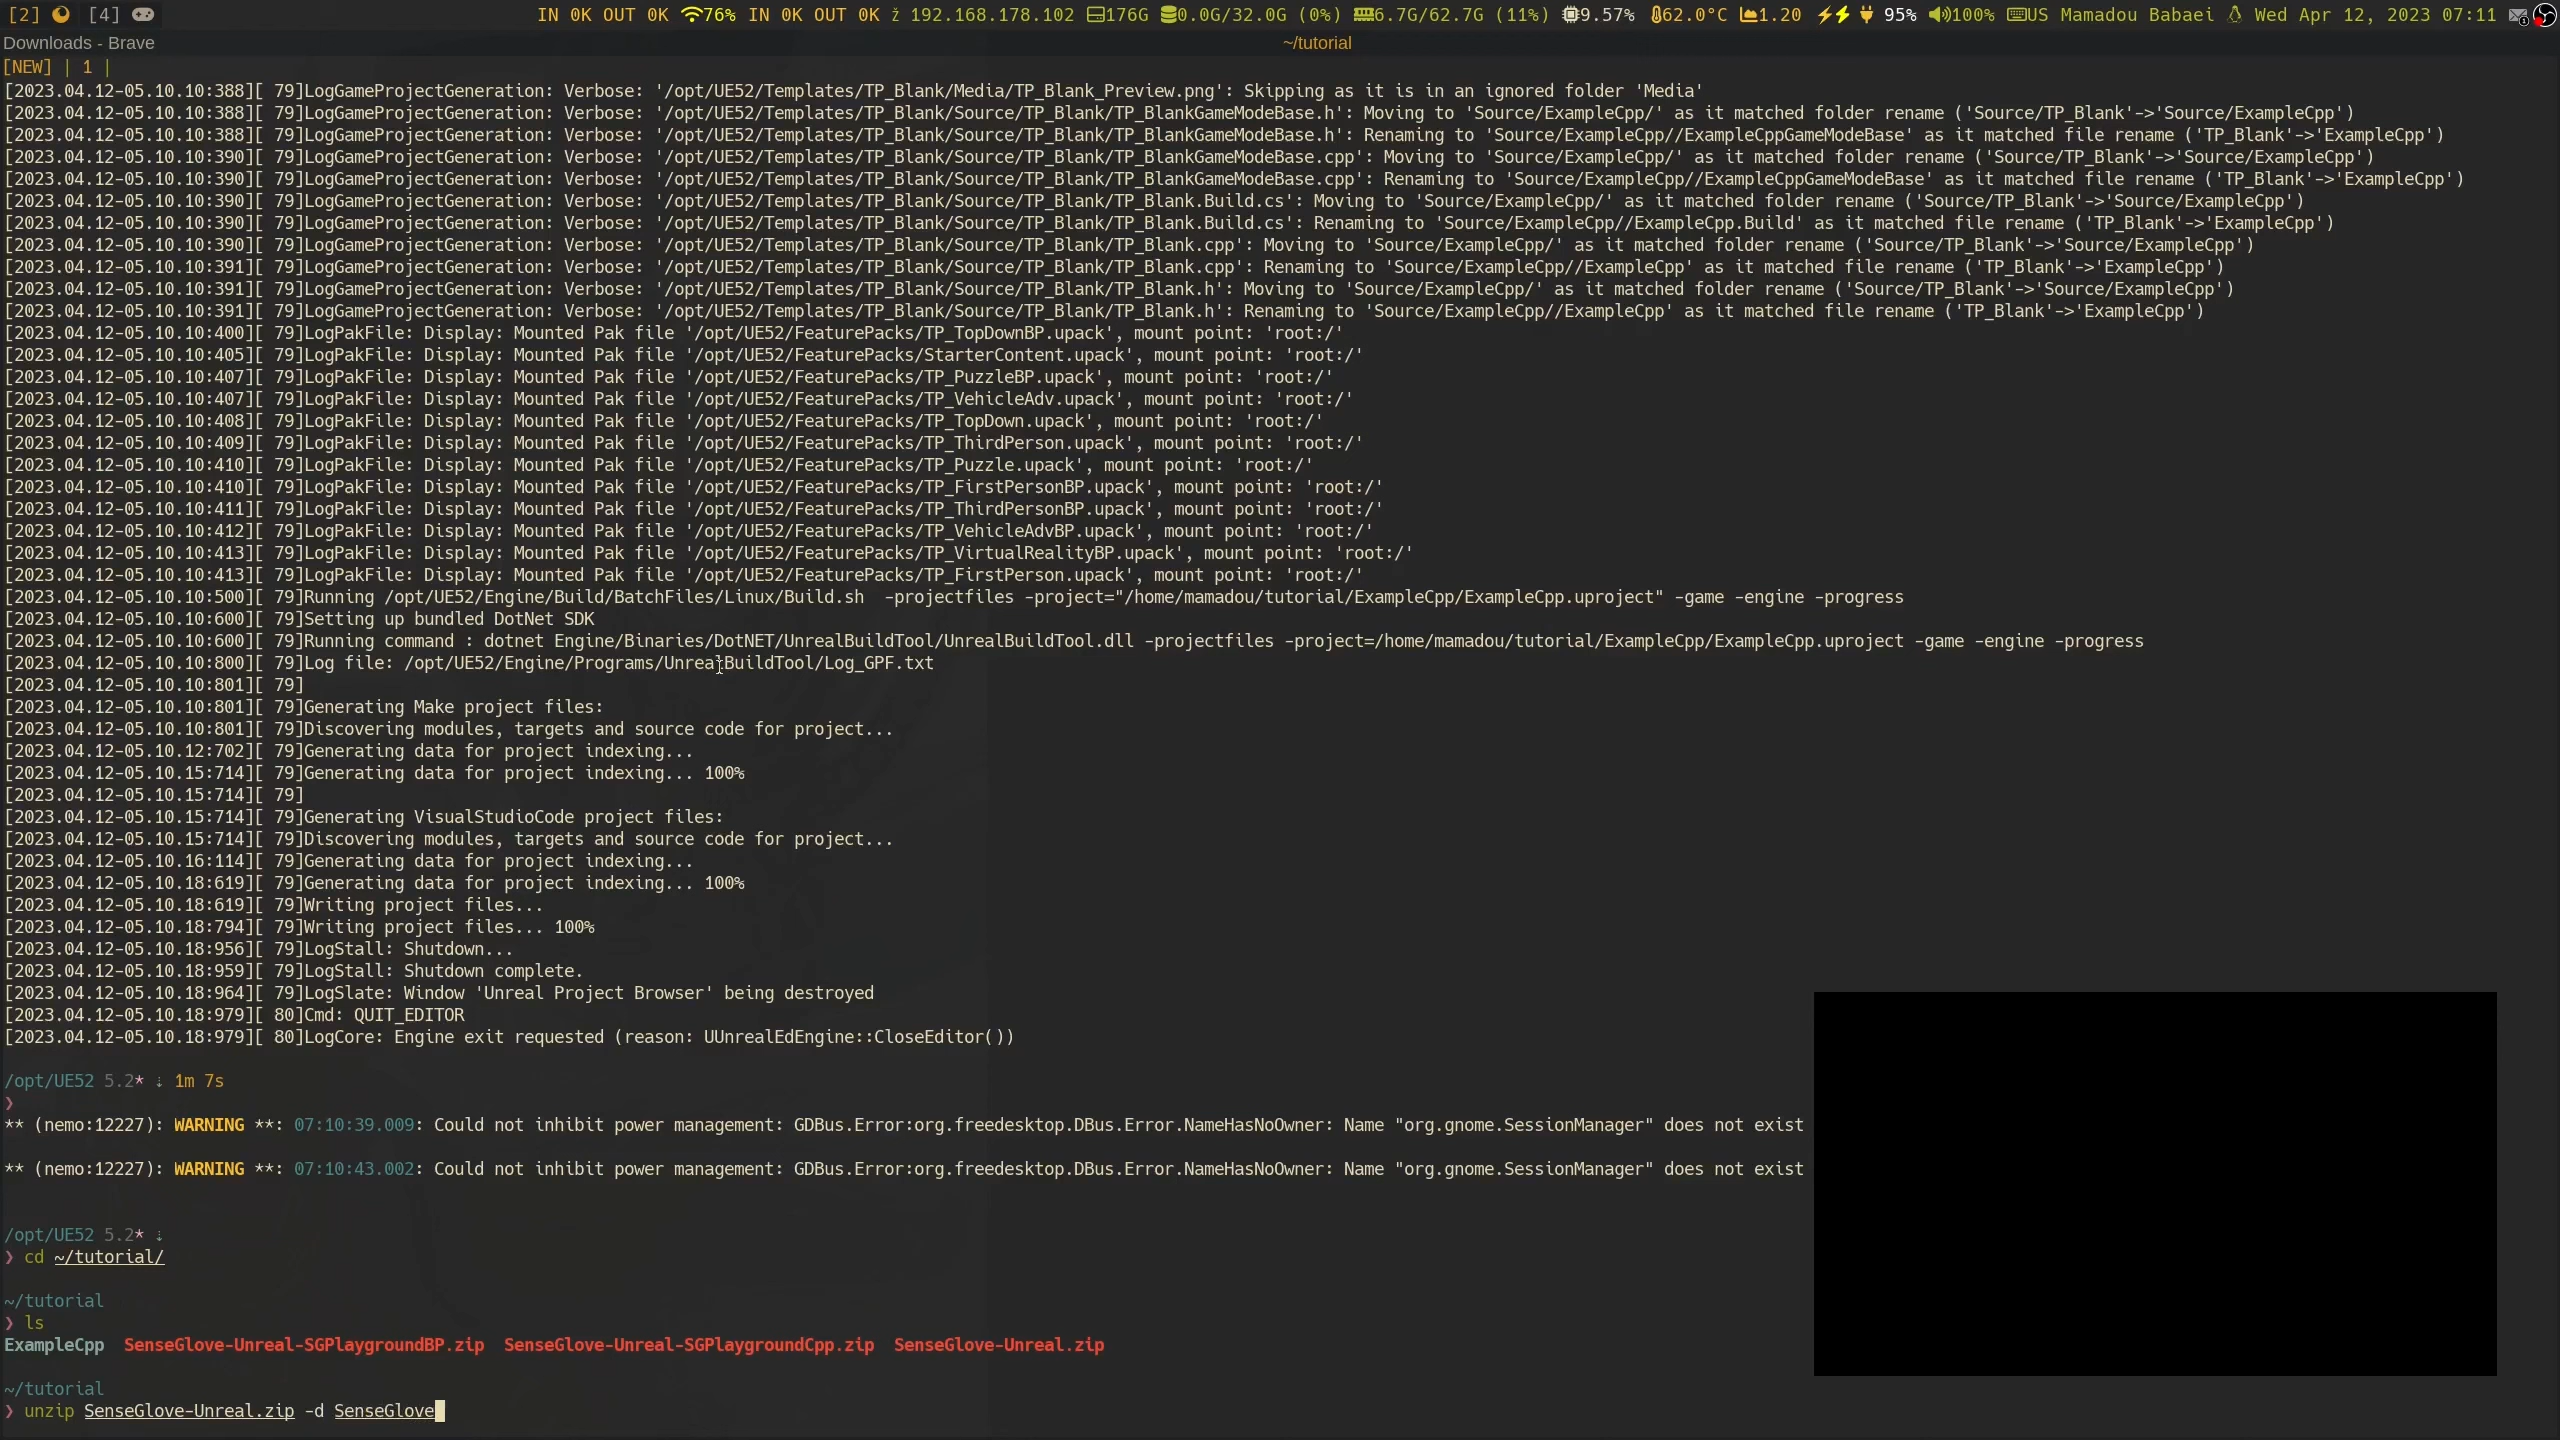 [2] [4] IN 0K OUT 0K 76% IN 0K OUT 0K ž 192.168.178.102 176G 0.0G/32.0G (0%) 6.7G/62.7G (11%) 9.57% 62.0°C 1.20 95% 100% US Mamadou Babaei Wed Apr 12, 2023 07:11
Downloads - Brave ~/tutorial
[NEW] | 1 |
[2023.04.12-05.10.10:388][ 79]LogGameProjectGeneration: Verbose: '/opt/UE52/Templates/TP_Blank/Media/TP_Blank_Preview.png': Skipping as it is in an ignored folder 'Media'
[2023.04.12-05.10.10:388][ 79]LogGameProjectGeneration: Verbose: '/opt/UE52/Templates/TP_Blank/Source/TP_Blank/TP_BlankGameModeBase.h': Moving to 'Source/ExampleCpp/' as it matched folder rename ('Source/TP_Blank'->'Source/ExampleCpp')
[2023.04.12-05.10.10:388][ 79]LogGameProjectGeneration: Verbose: '/opt/UE52/Templates/TP_Blank/Source/TP_Blank/TP_BlankGameModeBase.h': Renaming to 'Source/ExampleCpp//ExampleCppGameModeBase' as it matched file rename ('TP_Blank'->'ExampleCpp')
[2023.04.12-05.10.10:390][ 79]LogGameProjectGeneration: Verbose: '/opt/UE52/Templates/TP_Blank/Source/TP_Blank/TP_BlankGameModeBase.cpp': Moving to 'Source/ExampleCpp/' as it matched folder rename ('Source/TP_Blank'->'Source/ExampleCpp')
[2023.04.12-05.10.10:390][ 79]LogGameProjectGeneration: Verbose: '/opt/UE52/Templates/TP_Blank/Source/TP_Blank/TP_BlankGameModeBase.cpp': Renaming to 'Source/ExampleCpp//ExampleCppGameModeBase' as it matched file rename ('TP_Blank'->'ExampleCpp')
[2023.04.12-05.10.10:390][ 79]LogGameProjectGeneration: Verbose: '/opt/UE52/Templates/TP_Blank/Source/TP_Blank/TP_Blank.Build.cs': Moving to 'Source/ExampleCpp/' as it matched folder rename ('Source/TP_Blank'->'Source/ExampleCpp')
[2023.04.12-05.10.10:390][ 79]LogGameProjectGeneration: Verbose: '/opt/UE52/Templates/TP_Blank/Source/TP_Blank/TP_Blank.Build.cs': Renaming to 'Source/ExampleCpp//ExampleCpp.Build' as it matched file rename ('TP_Blank'->'ExampleCpp')
[2023.04.12-05.10.10:390][ 79]LogGameProjectGeneration: Verbose: '/opt/UE52/Templates/TP_Blank/Source/TP_Blank/TP_Blank.cpp': Moving to 'Source/ExampleCpp/' as it matched folder rename ('Source/TP_Blank'->'Source/ExampleCpp')
[2023.04.12-05.10.10:391][ 79]LogGameProjectGeneration: Verbose: '/opt/UE52/Templates/TP_Blank/Source/TP_Blank/TP_Blank.cpp': Renaming to 'Source/ExampleCpp//ExampleCpp' as it matched file rename ('TP_Blank'->'ExampleCpp')
[2023.04.12-05.10.10:391][ 79]LogGameProjectGeneration: Verbose: '/opt/UE52/Templates/TP_Blank/Source/TP_Blank/TP_Blank.h': Moving to 'Source/ExampleCpp/' as it matched folder rename ('Source/TP_Blank'->'Source/ExampleCpp')
[2023.04.12-05.10.10:391][ 79]LogGameProjectGeneration: Verbose: '/opt/UE52/Templates/TP_Blank/Source/TP_Blank/TP_Blank.h': Renaming to 'Source/ExampleCpp//ExampleCpp' as it matched file rename ('TP_Blank'->'ExampleCpp')
[2023.04.12-05.10.10:400][ 79]LogPakFile: Display: Mounted Pak file '/opt/UE52/FeaturePacks/TP_TopDownBP.upack', mount point: 'root:/'
[2023.04.12-05.10.10:405][ 79]LogPakFile: Display: Mounted Pak file '/opt/UE52/FeaturePacks/StarterContent.upack', mount point: 'root:/'
[2023.04.12-05.10.10:407][ 79]LogPakFile: Display: Mounted Pak file '/opt/UE52/FeaturePacks/TP_PuzzleBP.upack', mount point: 'root:/'
[2023.04.12-05.10.10:407][ 79]LogPakFile: Display: Mounted Pak file '/opt/UE52/FeaturePacks/TP_VehicleAdv.upack', mount point: 'root:/'
[2023.04.12-05.10.10:408][ 79]LogPakFile: Display: Mounted Pak file '/opt/UE52/FeaturePacks/TP_TopDown.upack', mount point: 'root:/'
[2023.04.12-05.10.10:409][ 79]LogPakFile: Display: Mounted Pak file '/opt/UE52/FeaturePacks/TP_ThirdPerson.upack', mount point: 'root:/'
[2023.04.12-05.10.10:410][ 79]LogPakFile: Display: Mounted Pak file '/opt/UE52/FeaturePacks/TP_Puzzle.upack', mount point: 'root:/'
[2023.04.12-05.10.10:410][ 79]LogPakFile: Display: Mounted Pak file '/opt/UE52/FeaturePacks/TP_FirstPersonBP.upack', mount point: 'root:/'
[2023.04.12-05.10.10:411][ 79]LogPakFile: Display: Mounted Pak file '/opt/UE52/FeaturePacks/TP_ThirdPersonBP.upack', mount point: 'root:/'
[2023.04.12-05.10.10:412][ 79]LogPakFile: Display: Mounted Pak file '/opt/UE52/FeaturePacks/TP_VehicleAdvBP.upack', mount point: 'root:/'
[2023.04.12-05.10.10:413][ 79]LogPakFile: Display: Mounted Pak file '/opt/UE52/FeaturePacks/TP_VirtualRealityBP.upack', mount point: 'root:/'
[2023.04.12-05.10.10:413][ 79]LogPakFile: Display: Mounted Pak file '/opt/UE52/FeaturePacks/TP_FirstPerson.upack', mount point: 'root:/'
[2023.04.12-05.10.10:500][ 79]Running /opt/UE52/Engine/Build/BatchFiles/Linux/Build.sh  -projectfiles -project="/home/mamadou/tutorial/ExampleCpp/ExampleCpp.uproject" -game -engine -progress
[2023.04.12-05.10.10:600][ 79]Setting up bundled DotNet SDK
[2023.04.12-05.10.10:600][ 79]Running command : dotnet Engine/Binaries/DotNET/UnrealBuildTool/UnrealBuildTool.dll -projectfiles -project=/home/mamadou/tutorial/ExampleCpp/ExampleCpp.uproject -game -engine -progress
[2023.04.12-05.10.10:800][ 79]Log file: /opt/UE52/Engine/Programs/UnrealBuildTool/Log_GPF.txt
[2023.04.12-05.10.10:801][ 79]
[2023.04.12-05.10.10:801][ 79]Generating Make project files:
[2023.04.12-05.10.10:801][ 79]Discovering modules, targets and source code for project...
[2023.04.12-05.10.12:702][ 79]Generating data for project indexing...
[2023.04.12-05.10.15:714][ 79]Generating data for project indexing... 100%
[2023.04.12-05.10.15:714][ 79]
[2023.04.12-05.10.15:714][ 79]Generating VisualStudioCode project files:
[2023.04.12-05.10.15:714][ 79]Discovering modules, targets and source code for project...
[2023.04.12-05.10.16:114][ 79]Generating data for project indexing...
[2023.04.12-05.10.18:619][ 79]Generating data for project indexing... 100%
[2023.04.12-05.10.18:619][ 79]Writing project files...
[2023.04.12-05.10.18:794][ 79]Writing project files... 100%
[2023.04.12-05.10.18:956][ 79]LogStall: Shutdown...
[2023.04.12-05.10.18:959][ 79]LogStall: Shutdown complete.
[2023.04.12-05.10.18:964][ 79]LogSlate: Window 'Unreal Project Browser' being destroyed
[2023.04.12-05.10.18:979][ 80]Cmd: QUIT_EDITOR
[2023.04.12-05.10.18:979][ 80]LogCore: Engine exit requested (reason: UUnrealEdEngine::CloseEditor())
/opt/UE52 5.2* ⇣ 1m 7s
❯
** (nemo:12227): WARNING **: 07:10:39.009: Could not inhibit power management: GDBus.Error:org.freedesktop.DBus.Error.NameHasNoOwner: Name "org.gnome.SessionManager" does not exist
** (nemo:12227): WARNING **: 07:10:43.002: Could not inhibit power management: GDBus.Error:org.freedesktop.DBus.Error.NameHasNoOwner: Name "org.gnome.SessionManager" does not exist
/opt/UE52 5.2* ⇣
❯ cd ~/tutorial/
~/tutorial
❯ ls
ExampleCpp  SenseGlove-Unreal-SGPlaygroundBP.zip  SenseGlove-Unreal-SGPlaygroundCpp.zip  SenseGlove-Unreal.zip
~/tutorial
❯ unzip SenseGlove-Unreal.zip -d SenseGlove